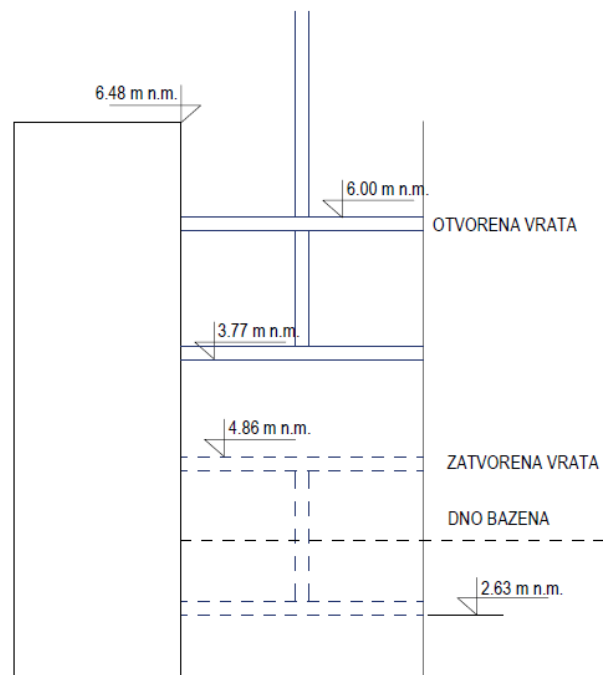 6.48 m n.m.
6.00 m n.m.
OTVORENA VRATA
3.77 m n.m.
4.86 m n.m.
ZATVORENA VRATA
DNO BAZENA
2.63 m n.m.